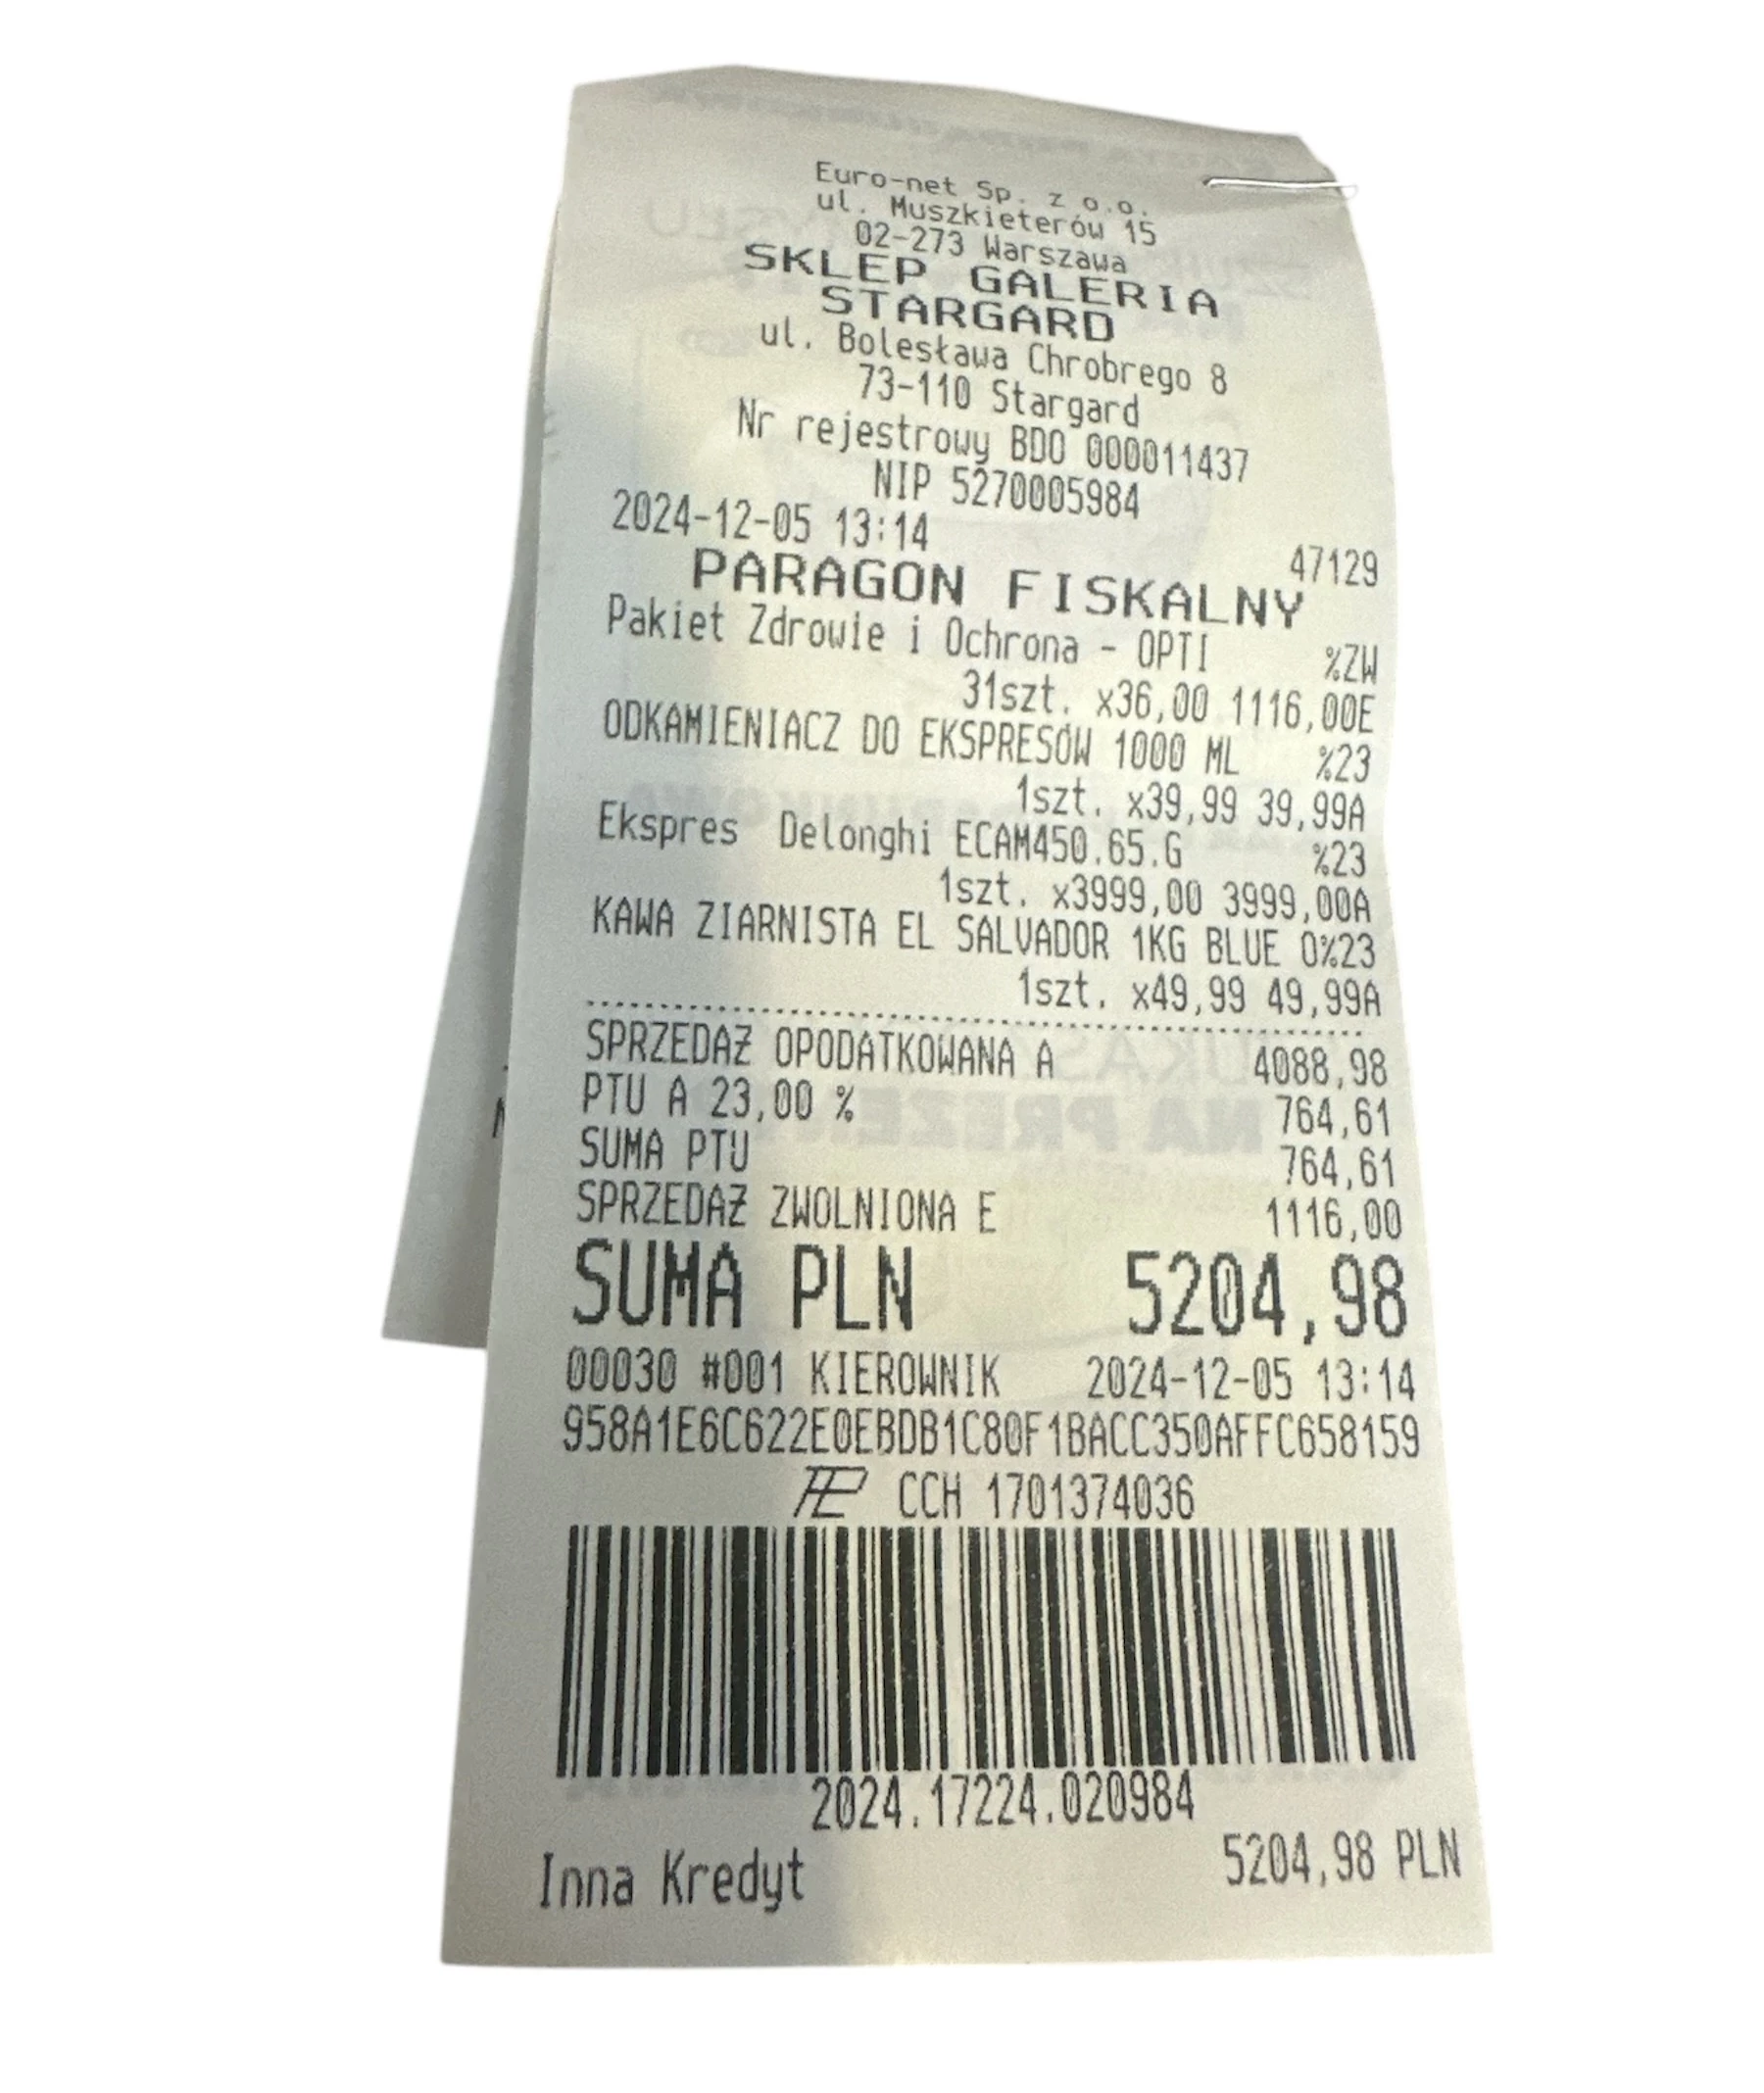 Euro-net Sp. z o.o.
ul. Muszkieterów 15
02-273 Warszawa
SKLEP GALERIA
STARGARD
ul. Bolesława Chrobrego 8
73-110 Stargard
Nr rejestrowy BDO 000011437
NIP 5270005984
2024-12-05 13:14 47129
PARAGON FISKALNY
Pakiet Zdrowie i Ochrona - OPTI %ZW
31szt. x36,00 1116,00E
ODKAMIENIACZ DO EKSPRESÓW 1000 ML %23
1szt. x39,99 39,99A
Ekspres Delonghi ECAM450.65.G %23
1szt. x3999,00 3999,00A
KAWA ZIARNISTA EL SALVADOR 1KG BLUE 0%23
1szt. x49,99 49,99A
SPRZEDAŻ OPODATKOWANA A 4088,98
PTU A 23,00 % 764,61
SUMA PTU 764,61
SPRZEDAŻ ZWOLNIONA E 1116,00
SUMA PLN 5204,98
00030 #001 KIEROWNIK 2024-12-05 13:14
958A1E6C622E0EBDB1C80F1BACC350AFFC658159
CCH 1701374036
2024.17224.020984
Inna Kredyt 5204,98 PLN